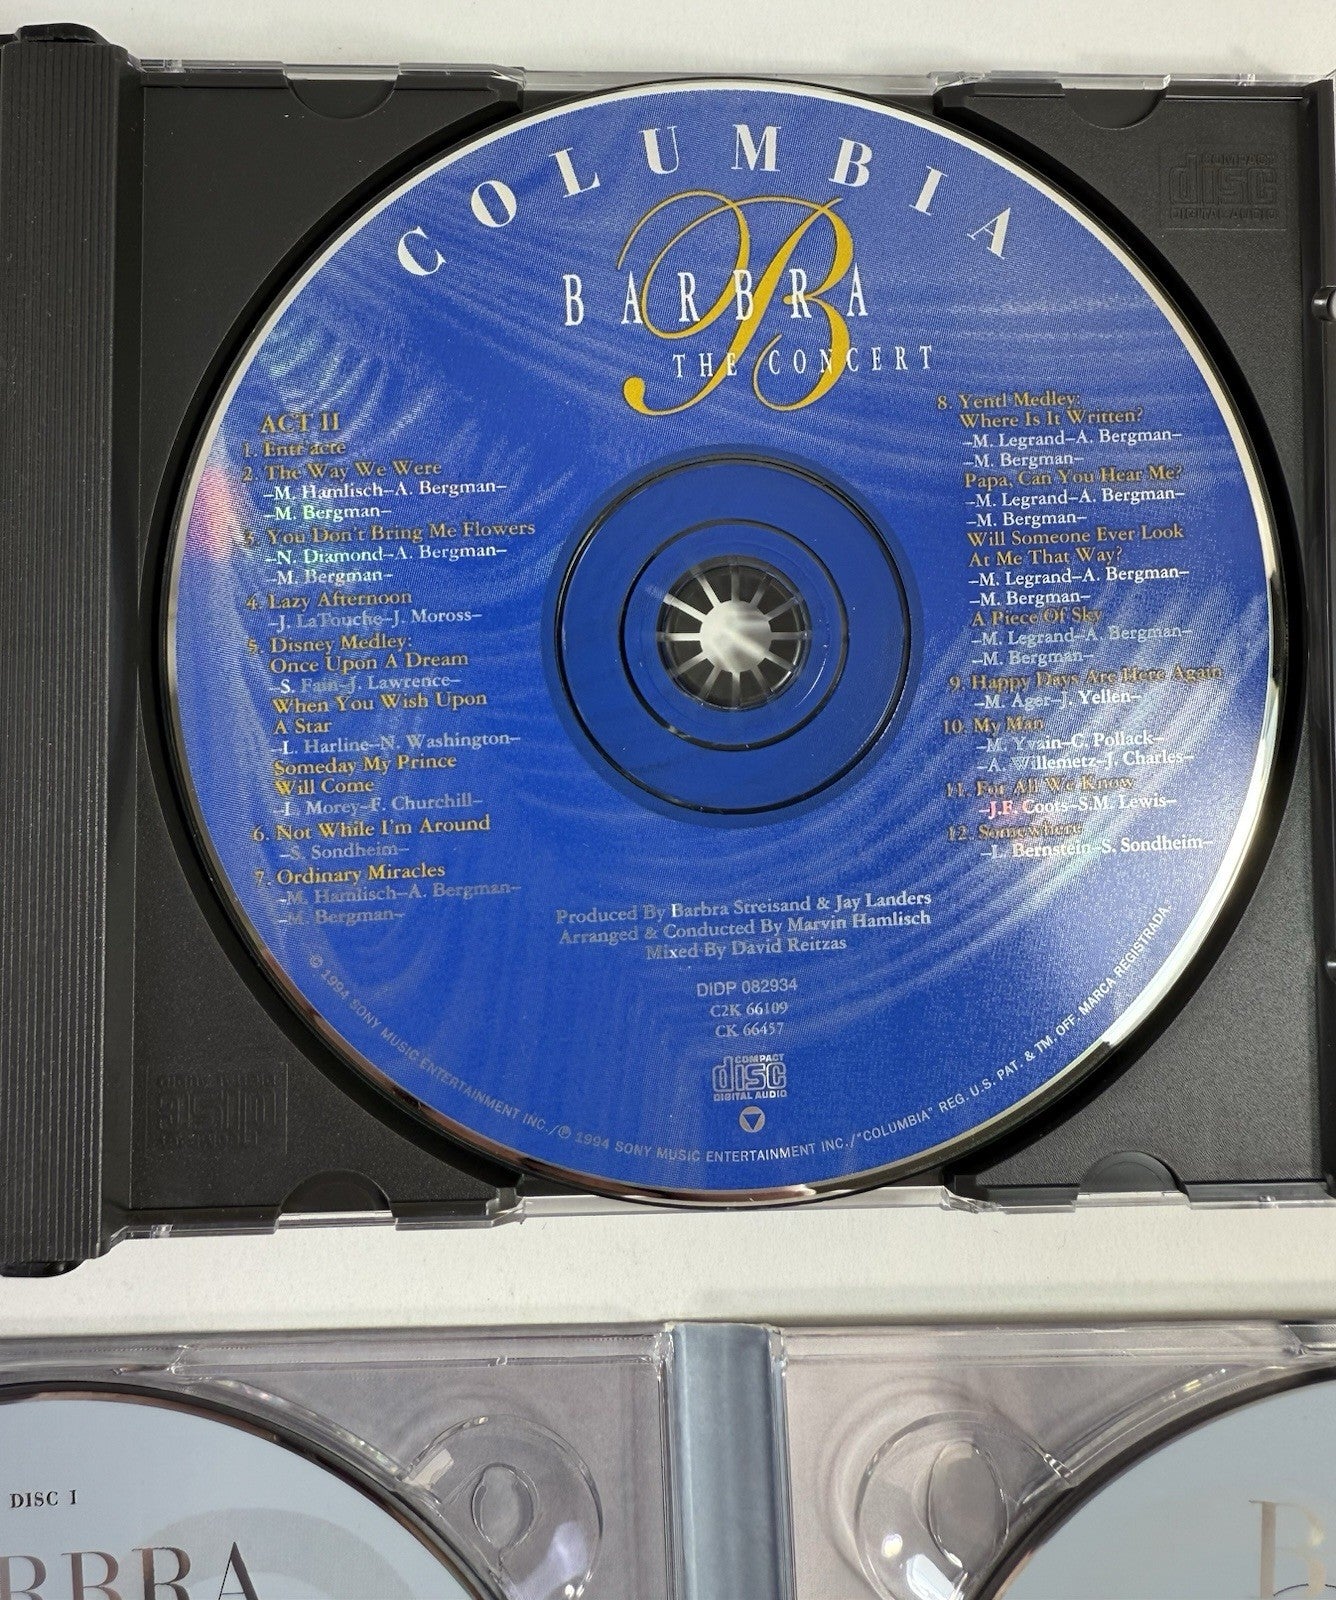 COLUMBIA
BARBRA
THE CONCERT
B
ACT II
1. Entr'acte
2. The Way We Were
–M. Hamlisch–A. Bergman–
–M. Bergman–
3. You Don't Bring Me Flowers
–N. Diamond–A. Bergman–
–M. Bergman–
4. Lazy Afternoon
–J. LaTouche–J. Moross–
5. Disney Medley:
Once Upon A Dream
–S. Fain–J. Lawrence–
When You Wish Upon
A Star
–L. Harline–N. Washington–
Someday My Prince
Will Come
–L. Morey–F. Churchill–
6. Not While I'm Around
–S. Sondheim–
7. Ordinary Miracles
–M. Hamlisch–A. Bergman–
–M. Bergman–
8. Yentl Medley:
Where Is It Written?
–M. Legrand–A. Bergman–
–M. Bergman–
Papa, Can You Hear Me?
–M. Legrand–A. Bergman–
–M. Bergman–
Will Someone Ever Look
At Me That Way?
–M. Legrand–A. Bergman–
–M. Bergman–
A Piece Of Sky
–M. Legrand–A. Bergman–
–M. Bergman–
9. Happy Days Are Here Again
–M. Ager–J. Yellen–
10. My Man
–M. Yvain–C. Pollack–
–A. Willemetz–J. Charles–
11. For All We Know
–J.F. Coots–S.M. Lewis–
12. Somewhere
–L. Bernstein–S. Sondheim–
Produced By Barbra Streisand & Jay Landers
Arranged & Conducted By Marvin Hamlisch
Mixed By David Reitzas
DIDP 082934
C2K 66109
CK 66457
COMPACT
disc
DIGITAL AUDIO
© 1994 SONY MUSIC ENTERTAINMENT INC./℗ 1994 SONY MUSIC ENTERTAINMENT INC./"COLUMBIA" REG. U.S. PAT. & TM. OFF. MARCA REGISTRADA.
COMPACT
disc
DIGITAL AUDIO
DISC 1
RBRA
B